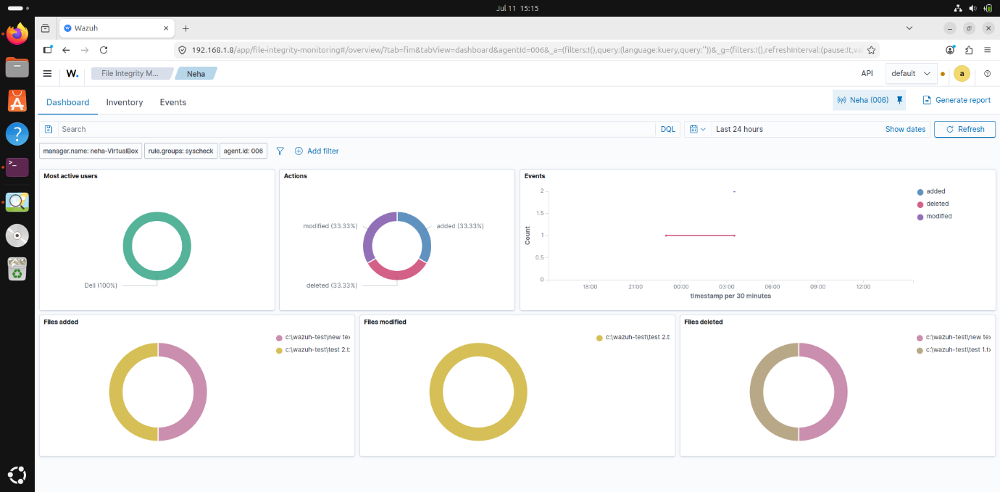 Jul 11 15:15
Wazuh
192.168.1.8/app/file-integrity-monitoring#/overview/?tab=fim&tabView=dashboard&agentId=006&_a=(filters:!(),query:(language:kuery,query:''))&_g=(filters:!(),refreshInterval:(pause:!t,va
W. File Integrity M... Neha API default a
Dashboard Inventory Events Neha (006) Generate report
Search DQL Last 24 hours Show dates Refresh
manager.name: neha-VirtualBox rule.groups: syscheck agent.id: 006 Add filter
Most active users
Dell (100%)
Actions
modified (33.33%) added (33.33%)
deleted (33.33%)
Events
2
1.5
1
0.5
0
Count
18:00 21:00 00:00 03:00 06:00 09:00 12:00
timestamp per 30 minutes
added
deleted
modified
Files added
c:\wazuh-test\new tex
c:\wazuh-test\test 2.t
Files modified
c:\wazuh-test\test 2.t
Files deleted
c:\wazuh-test\new te
c:\wazuh-test\test 1.tx